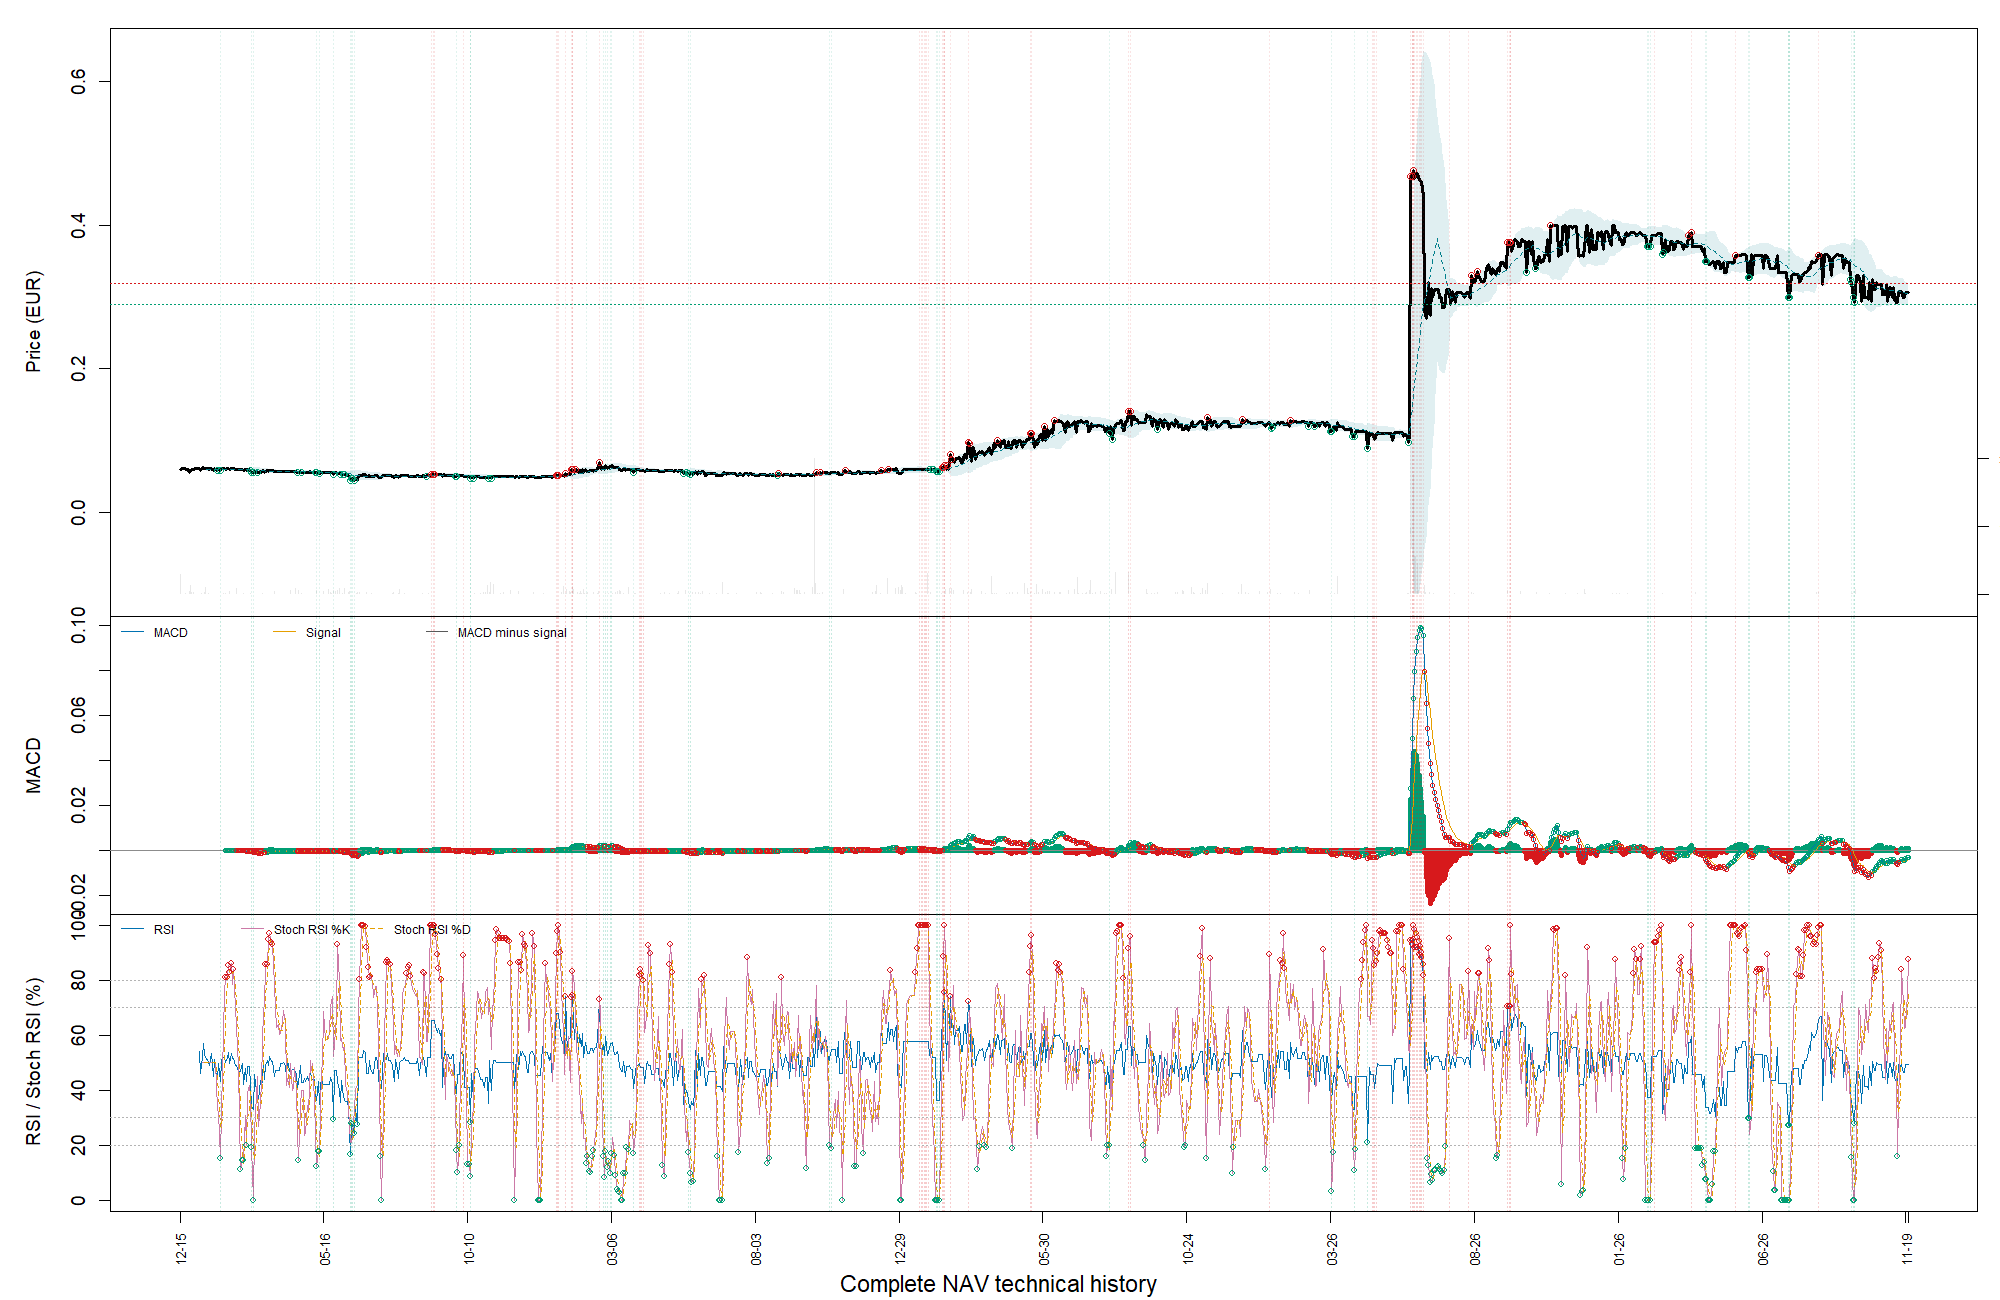 Price (EUR)
0.6
0.4
0.2
0.0
MACD
Signal
MACD minus signal
MACD
0.10
0.06
0.02
0.02
RSI
Stoch RSI %K
Stoch RSI %D
RSI / Stoch RSI (%)
100
80
60
40
20
0
12-15
05-16
10-10
03-06
08-03
12-29
05-30
10-24
03-26
08-26
01-26
06-26
11-19
Complete NAV technical history